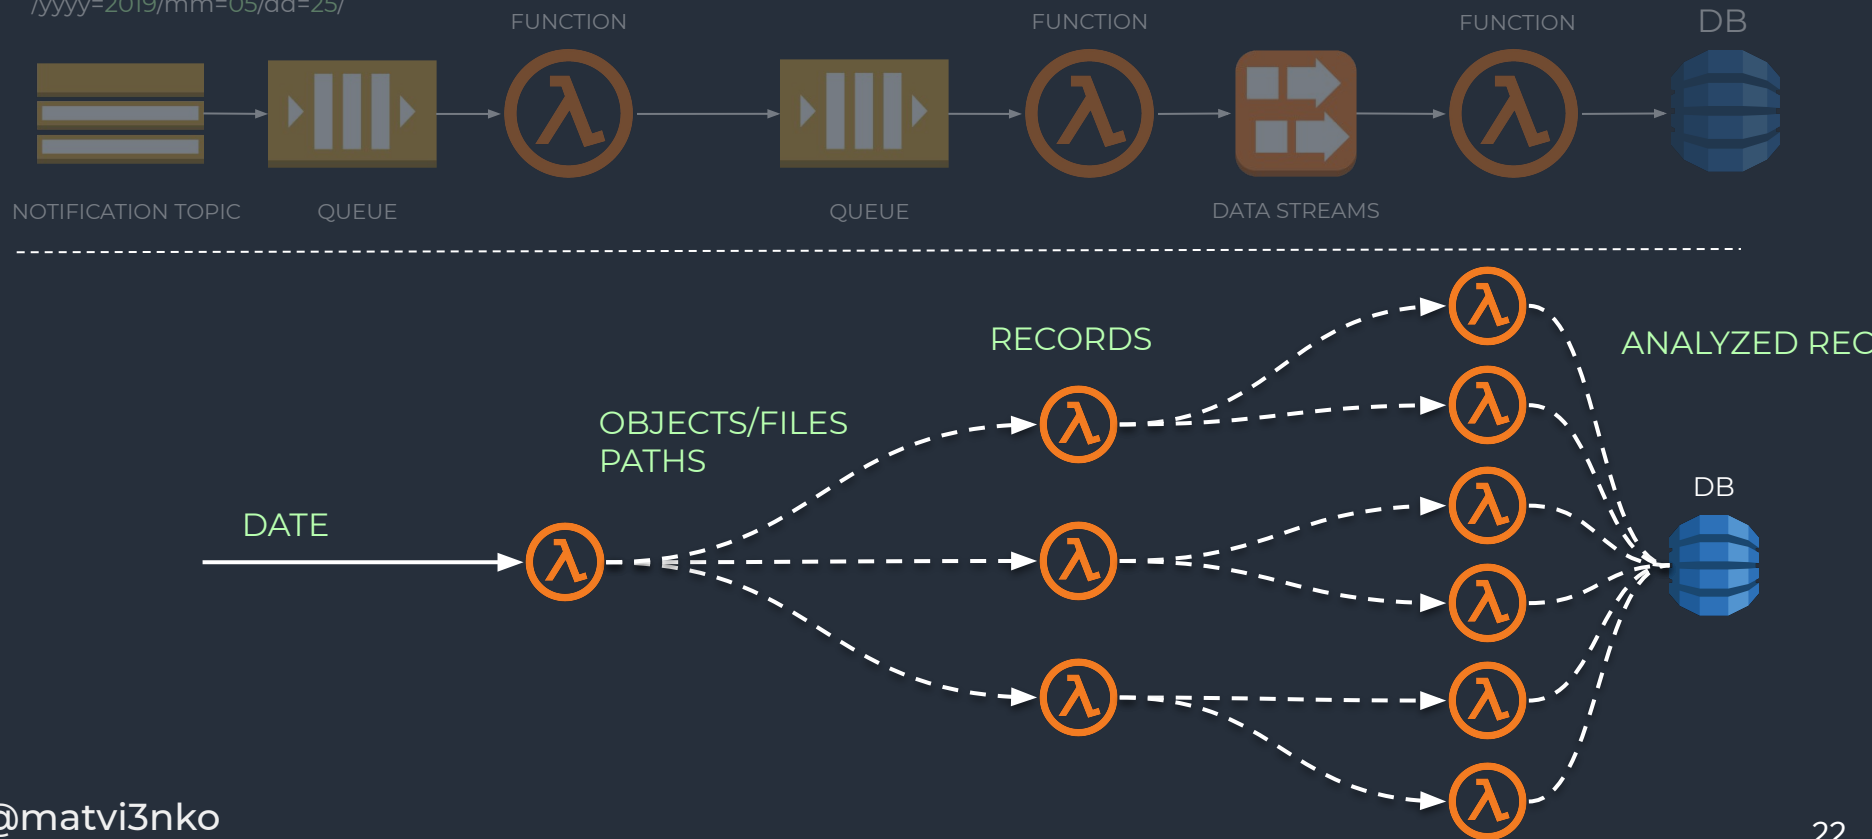 /yyyy=2019/mm=05/dd=25/
FUNCTION
FUNCTION
FUNCTION
DB
NOTIFICATION TOPIC
QUEUE
QUEUE
DATA STREAMS
RECORDS
ANALYZED REC
OBJECTS/FILES
PATHS
DB
DATE
@matvi3nko
22